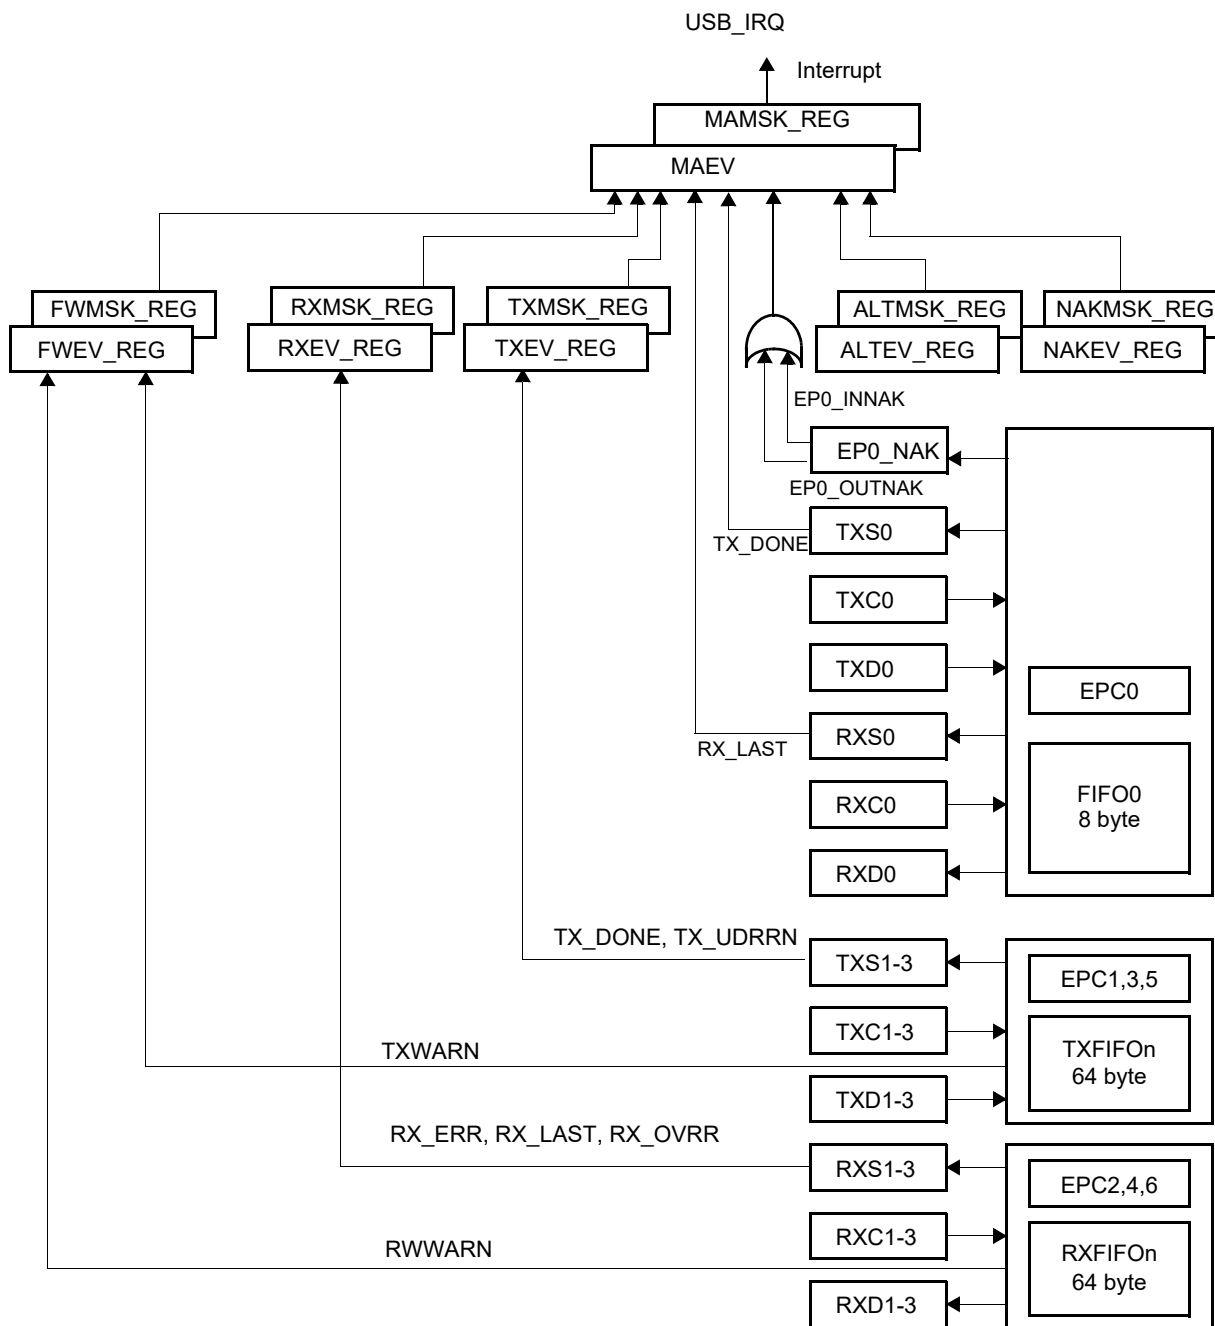 USB_IRQ
Interrupt
MAMSK_REG
MAEV
FWMSK_REG
RXMSK_REG
TXMSK_REG
ALTMSK_REG
NAKMSK_REG
FWEV_REG
RXEV_REG
TXEV_REG
ALTEV_REG
NAKEV_REG
EP0_INNAK
EP0_NAK
EP0_OUTNAK
TXS0
TX_DONE
TXC0
TXD0
EPC0
RXS0
RX_LAST
FIFO0
8 byte
RXC0
RXD0
TX_DONE, TX_UDRRN
TXS1-3
EPC1,3,5
TXC1-3
TXWARN
TXFIFOn
64 byte
TXD1-3
RX_ERR, RX_LAST, RX_OVRR
RXS1-3
EPC2,4,6
RXC1-3
RWWARN
RXFIFOn
64 byte
RXD1-3